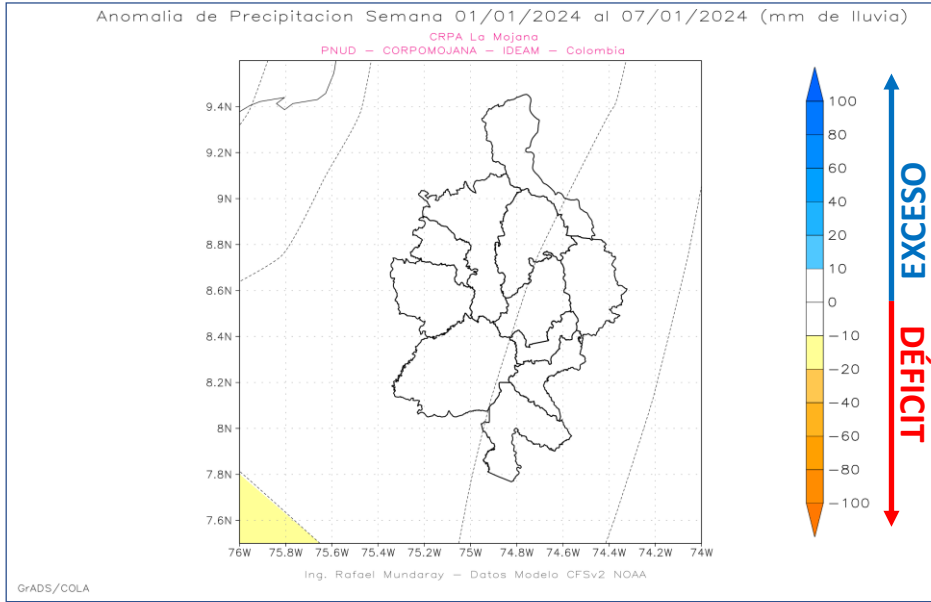 Anomalia de Precipitacion Semana 01/01/2024 al 07/01/2024 (mm de lluvia)
CRPA La Mojana
PNUD – CORPOMOJANA – IDEAM – Colombia
9.4N
9.2N
9N
8.8N
8.6N
8.4N
8.2N
8N
7.8N
7.6N
76W 75.8W 75.6W 75.4W 75.2W 75W 74.8W 74.6W 74.4W 74.2W 74W
100
80
60
40
20
10
0
−10
−20
−40
−60
−80
−100
EXCESO
DÉFICIT
Ing. Rafael Mundaray – Datos Modelo CFSv2 NOAA
GrADS/COLA